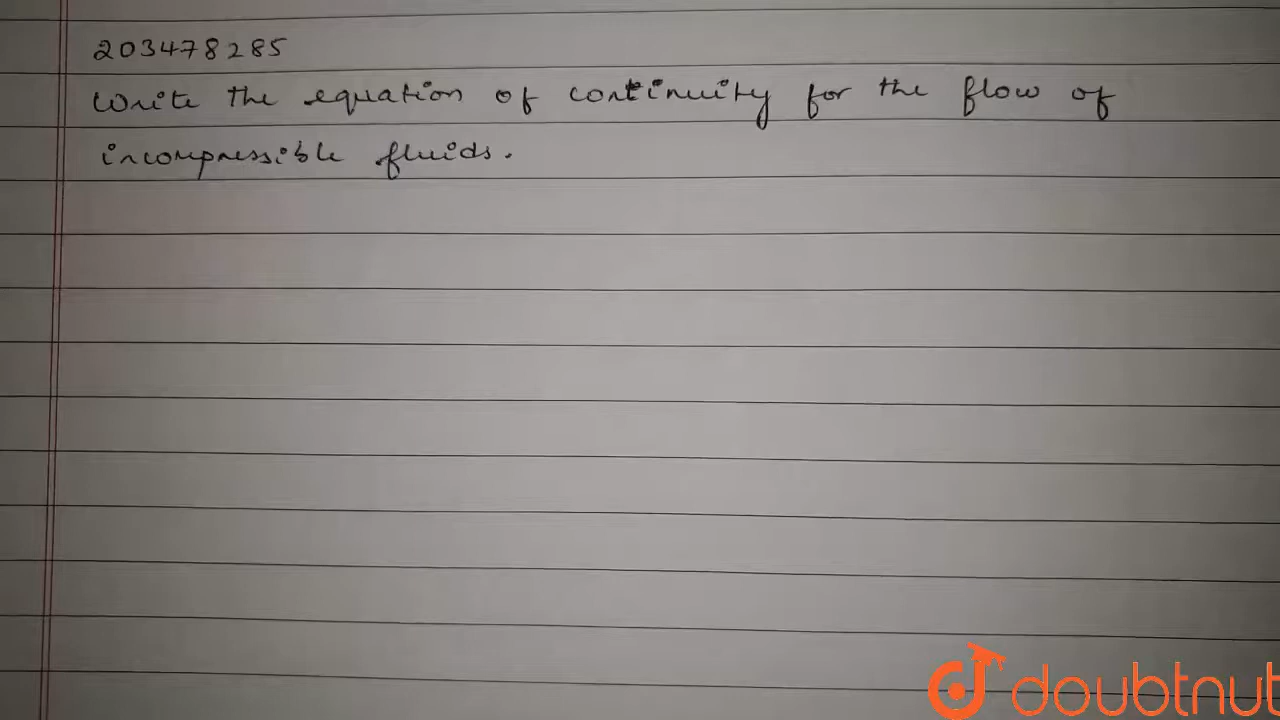 203478285
Write the equation of continuity for the flow of
incompressible fluids.
doubtnut